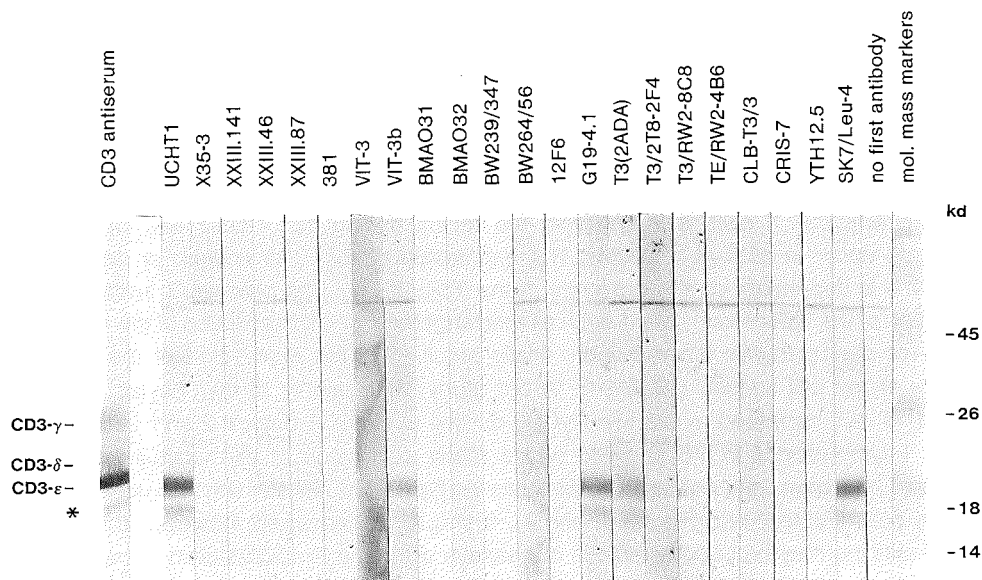 CD3 antiserum
UCHT1
X35-3
XXIII.141
XXIII.46
XXIII.87
381
VIT-3
VIT-3b
BMAO31
BMAO32
BW239/347
BW264/56
12F6
G19-4.1
T3(2ADA)
T3/2T8-2F4
T3/RW2-8C8
TE/RW2-4B6
CLB-T3/3
CRIS-7
YTH12.5
SK7/Leu-4
no first antibody
mol. mass markers
kd
-45
-26
-18
-14
CD3-γ-
CD3-δ-
CD3-ε-
*